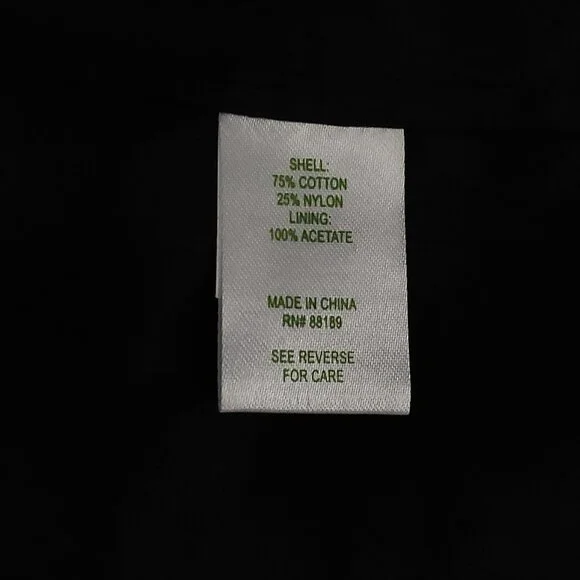 SHELL:
75% COTTON
25% NYLON
LINING:
100% ACETATE
MADE IN CHINA
RN# 88189
SEE REVERSE
FOR CARE